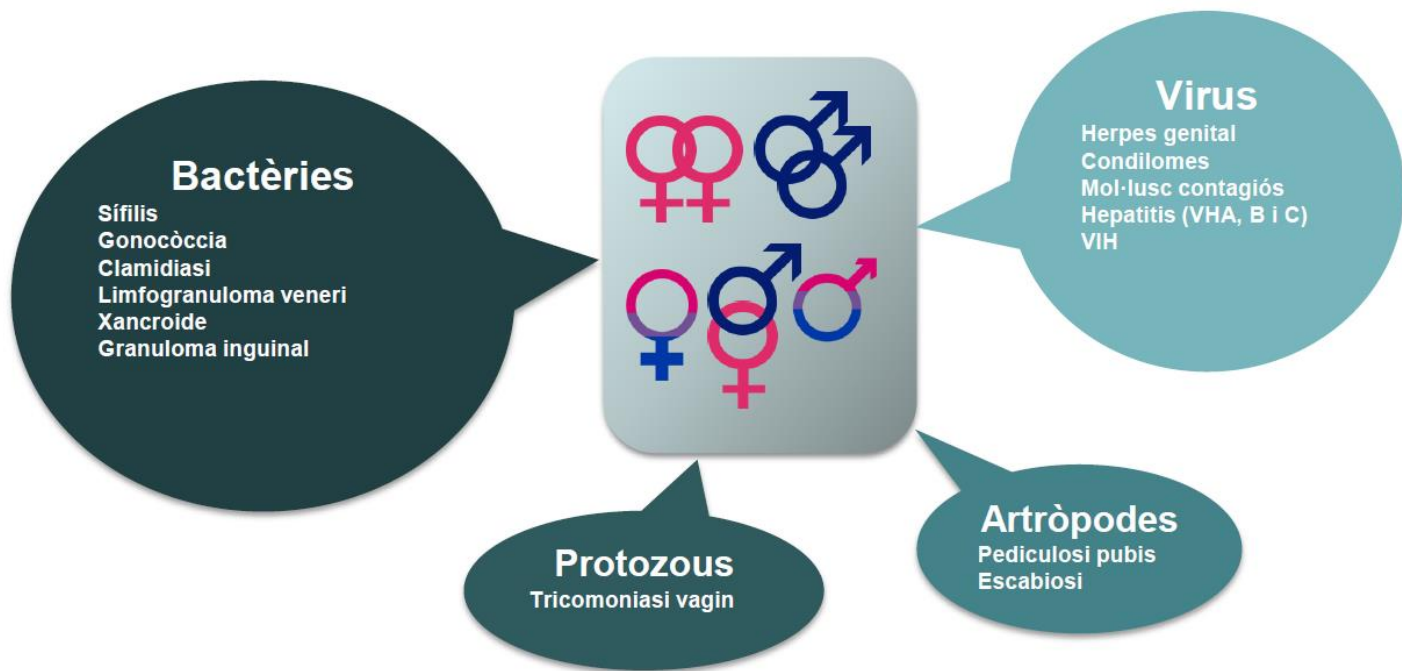 Bactèries
Sífilis
Gonocòccia
Clamidiasi
Limfogranuloma veneri
Xancroide
Granuloma inguinal
Virus
Herpes genital
Condilomes
Mol·lusc contagiós
Hepatitis (VHA, B i C)
VIH
Protozous
Tricomoniasi vagin
Artròpodes
Pediculosi pubis
Escabiosi